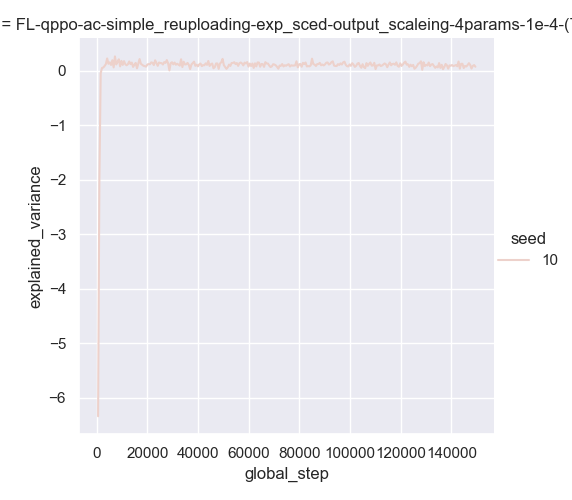 = FL-qppo-ac-simple_reuploading-exp_sced-output_scaleing-4params-1e-4-(
0
−1
−2
−3
−4
−5
−6
explained_variance
0 20000 40000 60000 80000 100000 120000 140000
global_step
seed
10